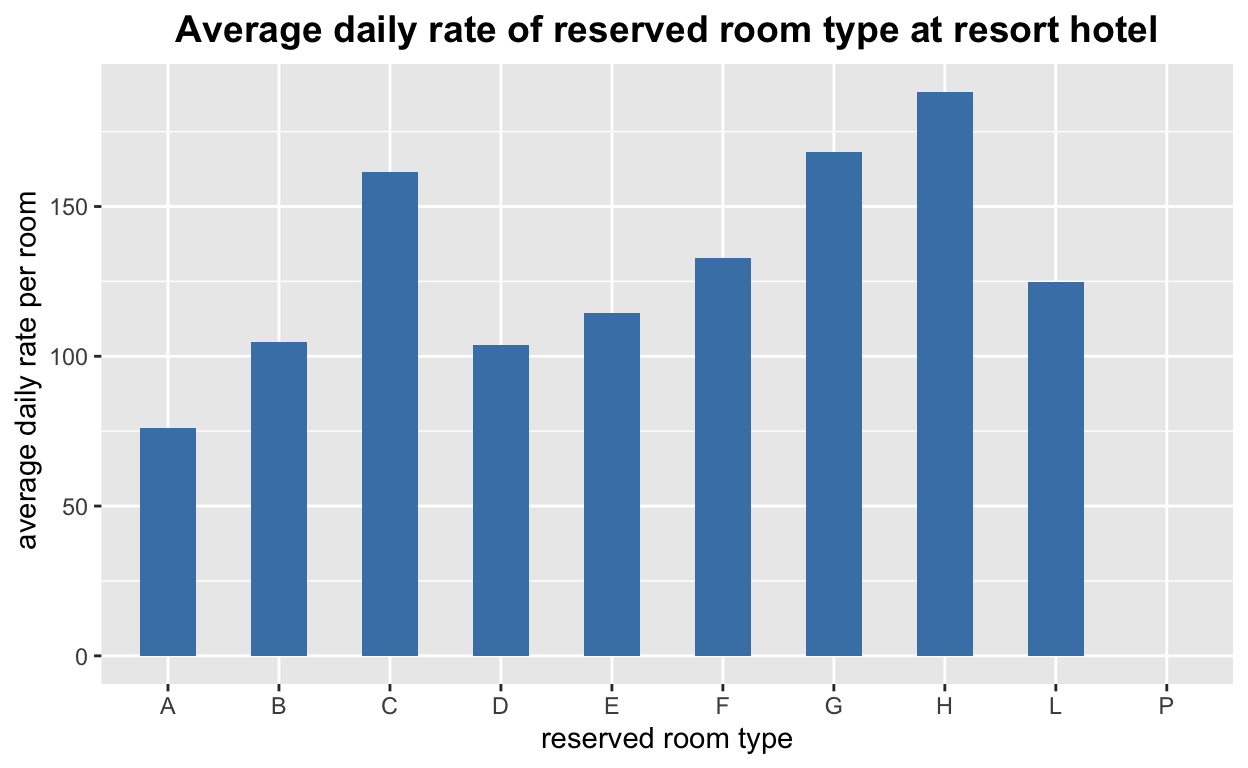 Average daily rate of reserved room type at resort hotel
average daily rate per room
150
100
50
0
A B C D E F G H L P
reserved room type